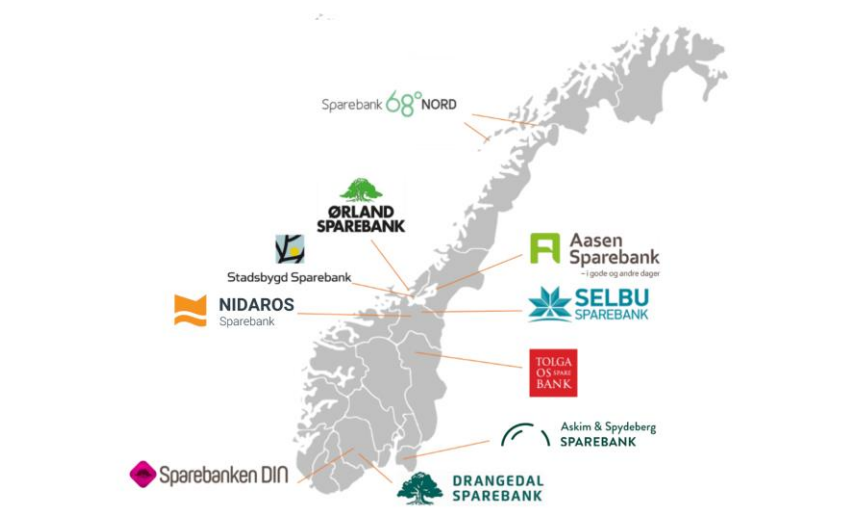 Sparebank 68° NORD
ØRLAND
SPAREBANK
Stadsbygd Sparebank
Aasen
Sparebank
– i gode og andre dager
NIDAROS
Sparebank
SELBU
SPAREBANK
TOLGA
OS SPARE
BANK
Askim & Spydeberg
SPAREBANK
Sparebanken DIN
DRANGEDAL
SPAREBANK